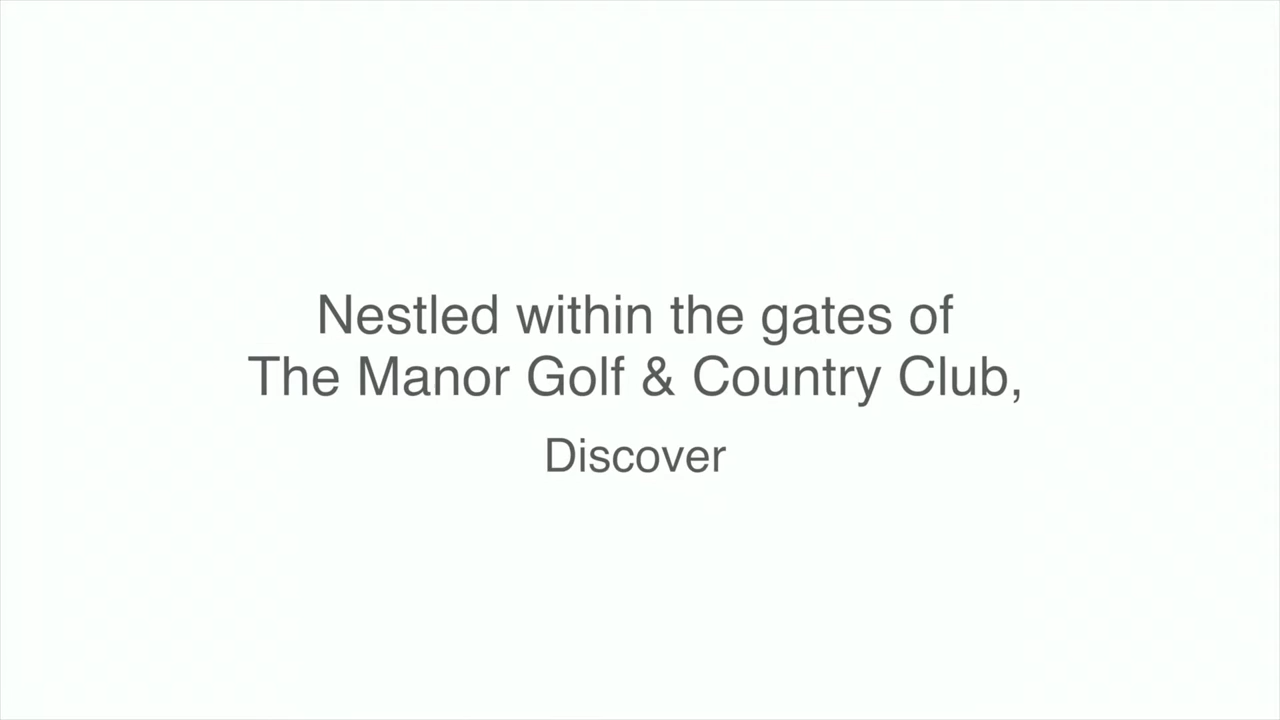 Nestled within the gates of
The Manor Golf & Country Club,
Discover